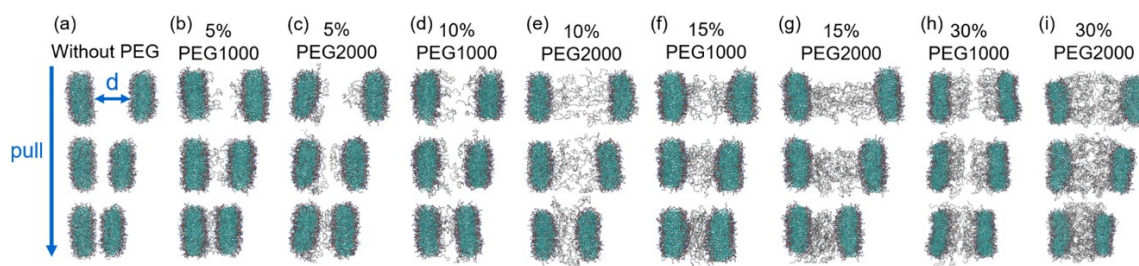 (a)
Without PEG
(b) 5%
PEG1000
(c) 5%
PEG2000
(d) 10%
PEG1000
(e) 10%
PEG2000
(f) 15%
PEG1000
(g) 15%
PEG2000
(h) 30%
PEG1000
(i) 30%
PEG2000
d
pull